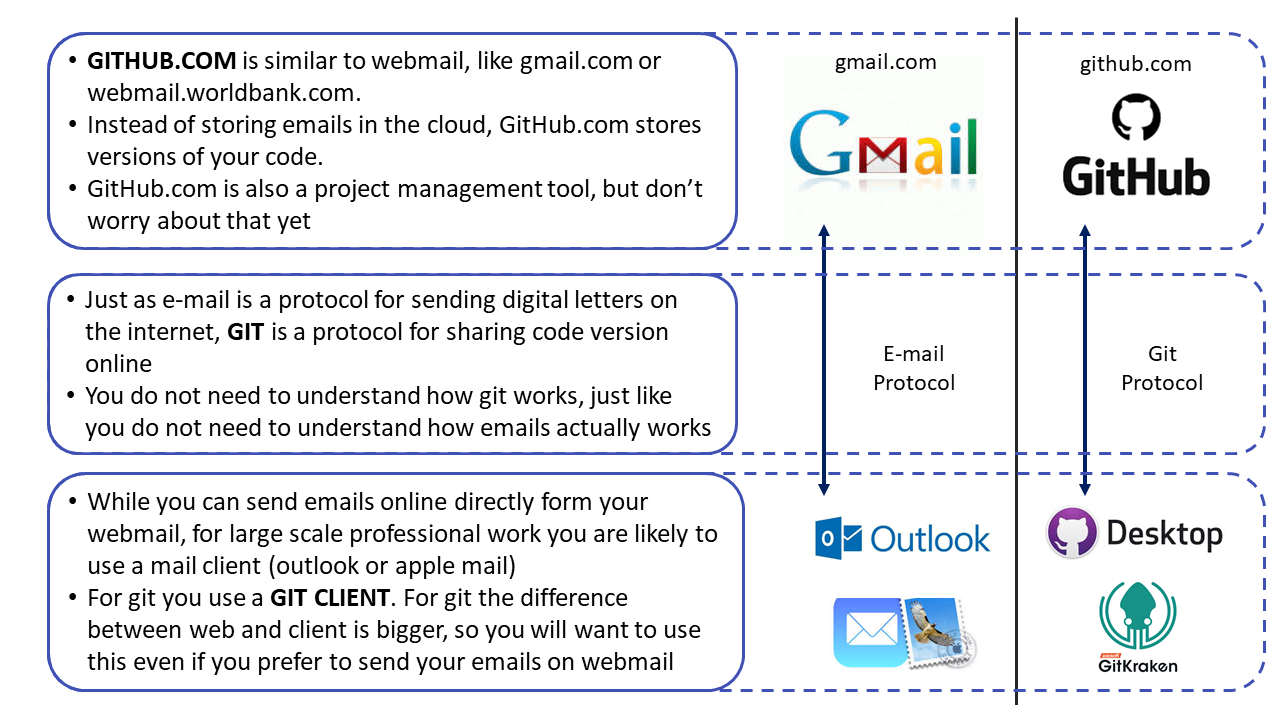 • GITHUB.COM is similar to webmail, like gmail.com or
webmail.worldbank.com.
• Instead of storing emails in the cloud, GitHub.com stores
versions of your code.
• GitHub.com is also a project management tool, but don’t
worry about that yet
gmail.com
Gmail
github.com
GitHub
• Just as e-mail is a protocol for sending digital letters on
the internet, GIT is a protocol for sharing code version
online
• You do not need to understand how git works, just like
you do not need to understand how emails actually works
E-mail
Protocol
Git
Protocol
• While you can send emails online directly form your
webmail, for large scale professional work you are likely to
use a mail client (outlook or apple mail)
• For git you use a GIT CLIENT. For git the difference
between web and client is bigger, so you will want to use
this even if you prefer to send your emails on webmail
Outlook
Desktop
GitKraken